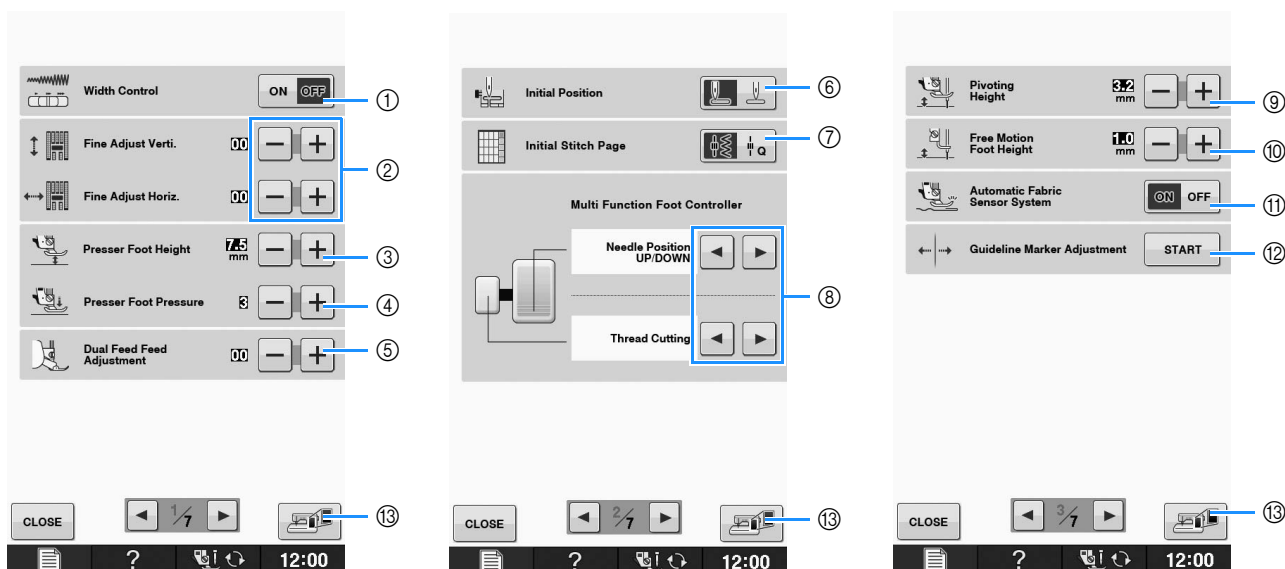 Width Control
ON OFF
①
Fine Adjust Verti.
00
②
Fine Adjust Horiz.
00
Presser Foot Height
7.5
mm
③
Presser Foot Pressure
3
④
Dual Feed Feed
Adjustment
00
⑤
CLOSE
1/7
⑬
?
12:00
Initial Position
⑥
Initial Stitch Page
Q
⑦
Multi Function Foot Controller
Needle Position
UP/DOWN
⑧
Thread Cutting
CLOSE
2/7
⑬
?
12:00
Pivoting
Height
3.2
mm
⑨
Free Motion
Foot Height
1.0
mm
⑩
Automatic Fabric
Sensor System
ON OFF
⑪
Guideline Marker Adjustment
START
⑫
CLOSE
3/7
⑬
?
12:00